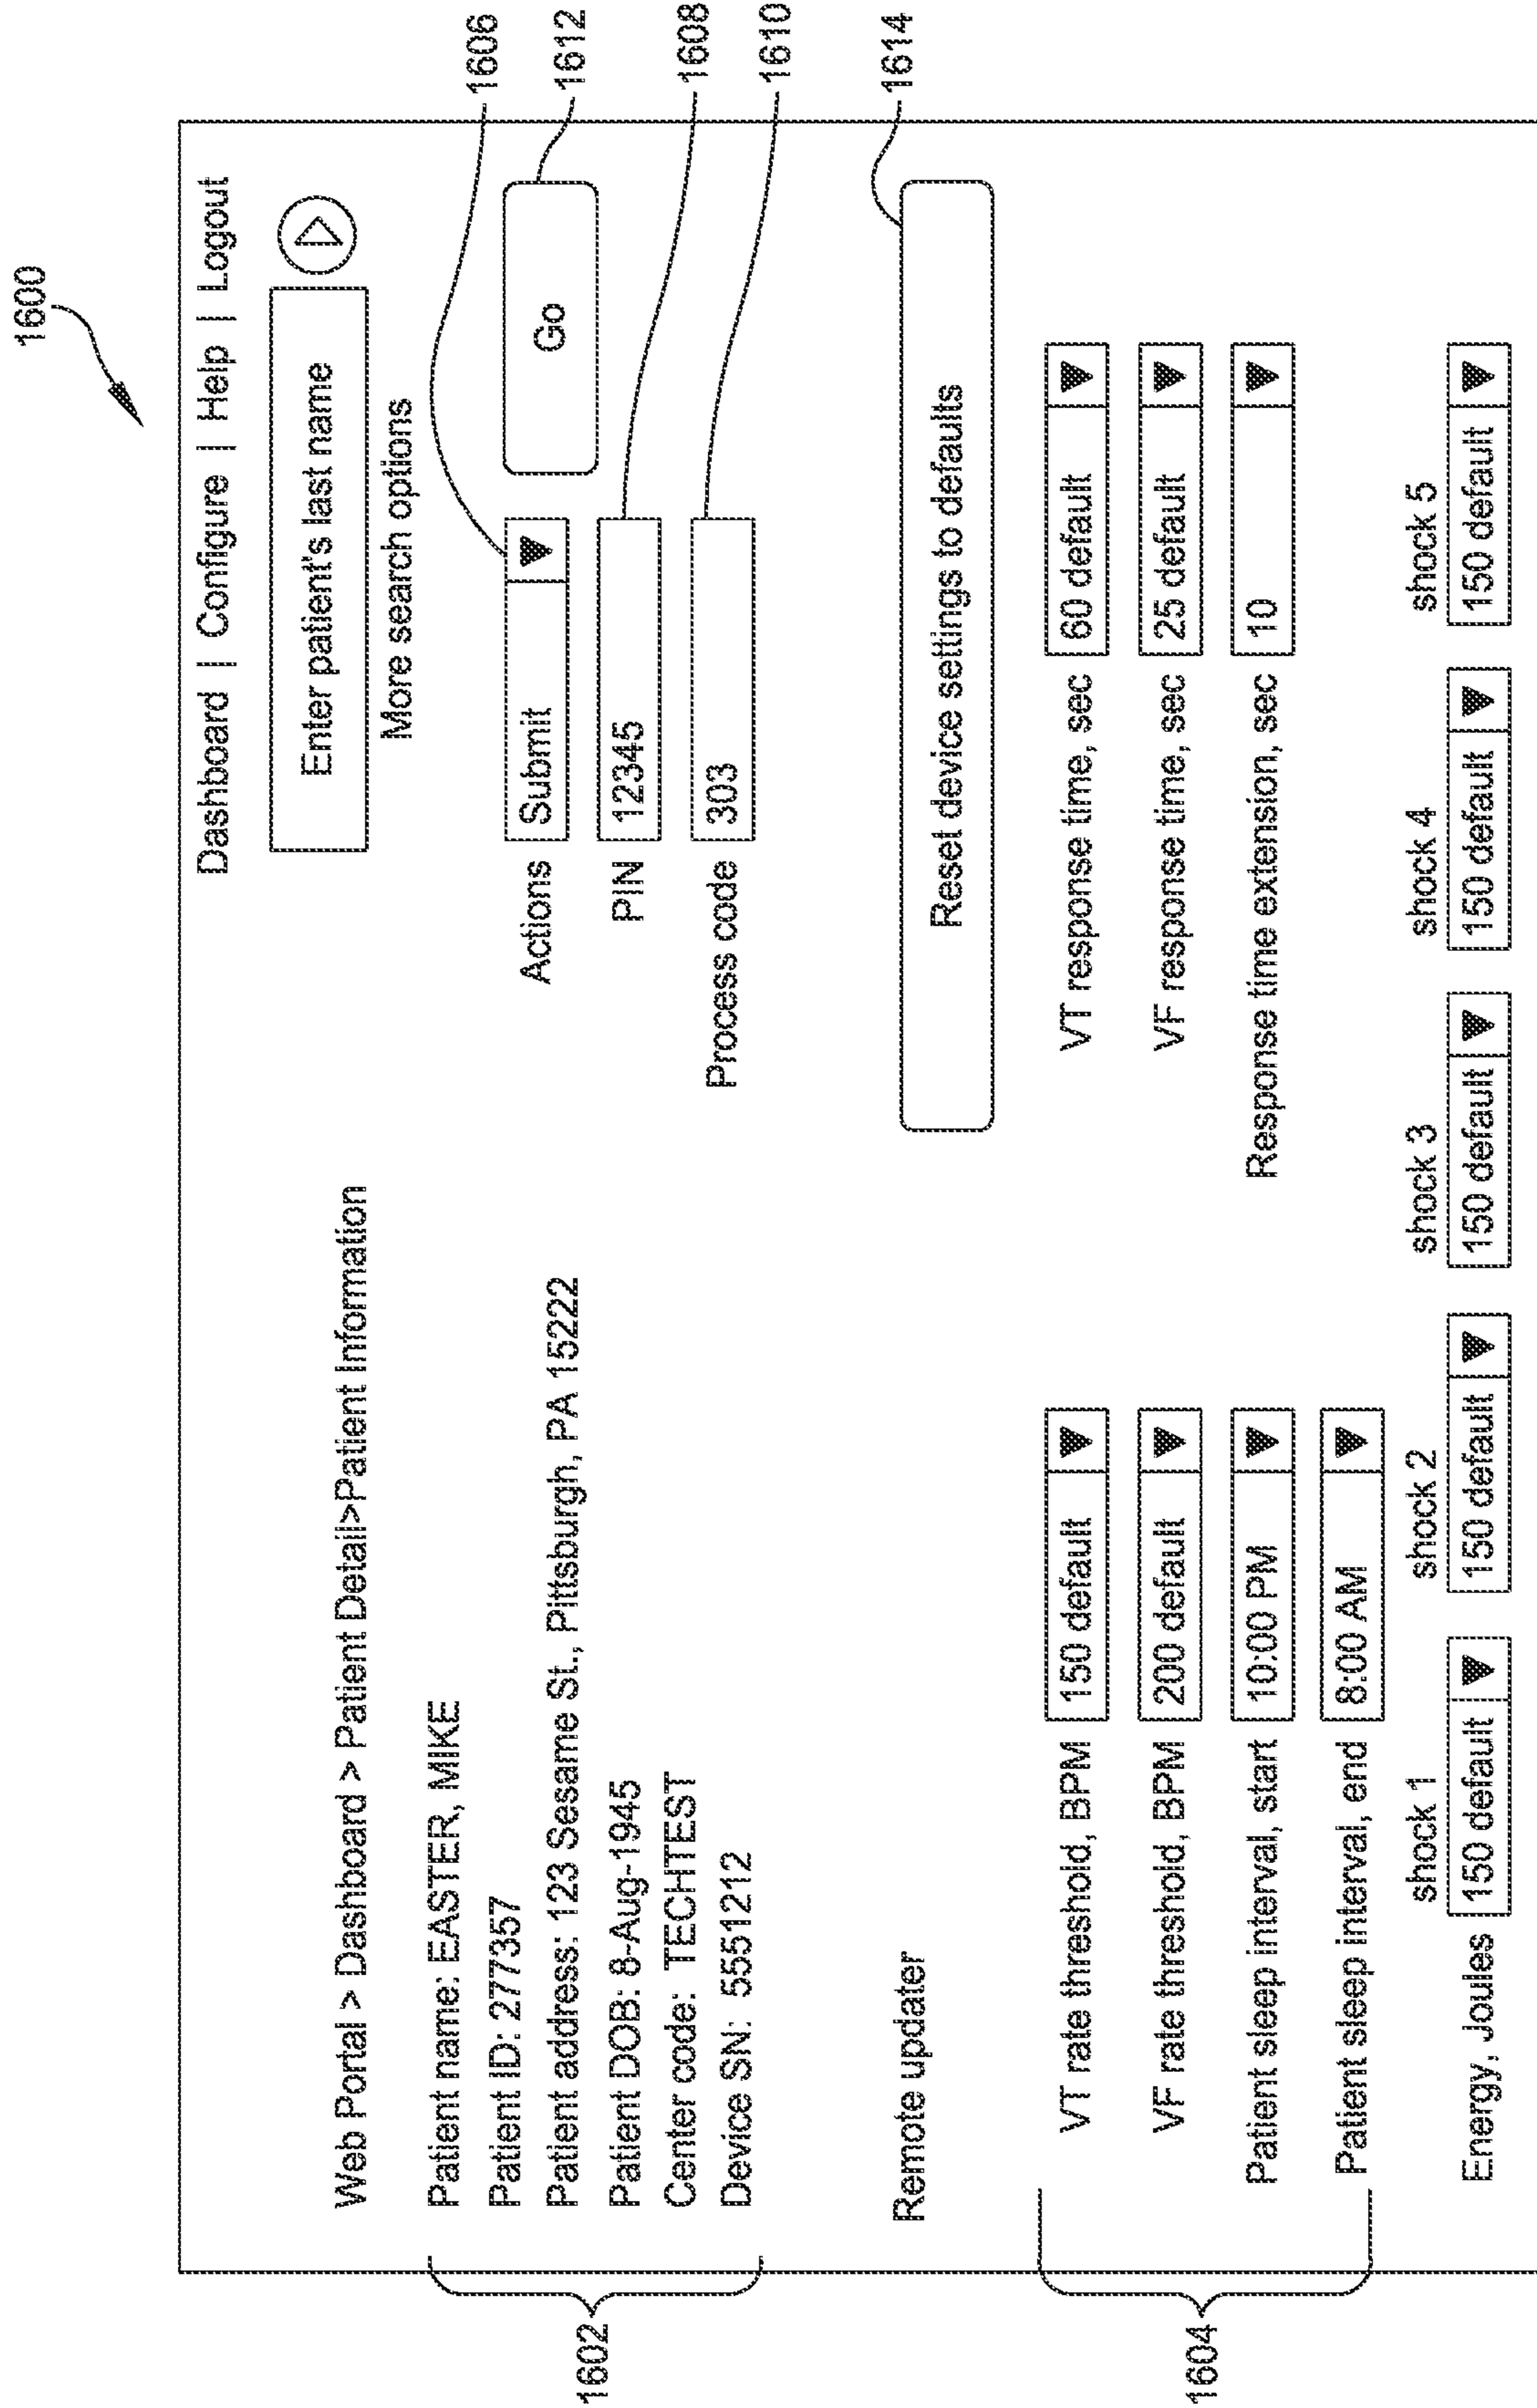 1600
Dashboard | Configure | Help | Logout
Enter patient's last name
More search options
Web Portal > Dashboard > Patient Detail>Patient Information
Patient name: EASTER, MIKE
Patient ID: 277357
Patient address: 123 Sesame St., Pittsburgh, PA 15222
Patient DOB: 8-Aug-1945
Center code: TECHTEST
Device SN: 5551212
1602
Actions Submit
Go
PIN 12345
Process code 303
1606
1612
1608
1610
Remote updater
Reset device settings to defaults
1614
VT rate threshold, BPM 150 default
VT response time, sec 60 default
VF rate threshold, BPM 200 default
VF response time, sec 25 default
Patient sleep interval, start 10:00 PM
Response time extension, sec 10
Patient sleep interval, end 8:00 AM
1604
shock 1 shock 2 shock 3 shock 4 shock 5
Energy, Joules 150 default 150 default 150 default 150 default 150 default